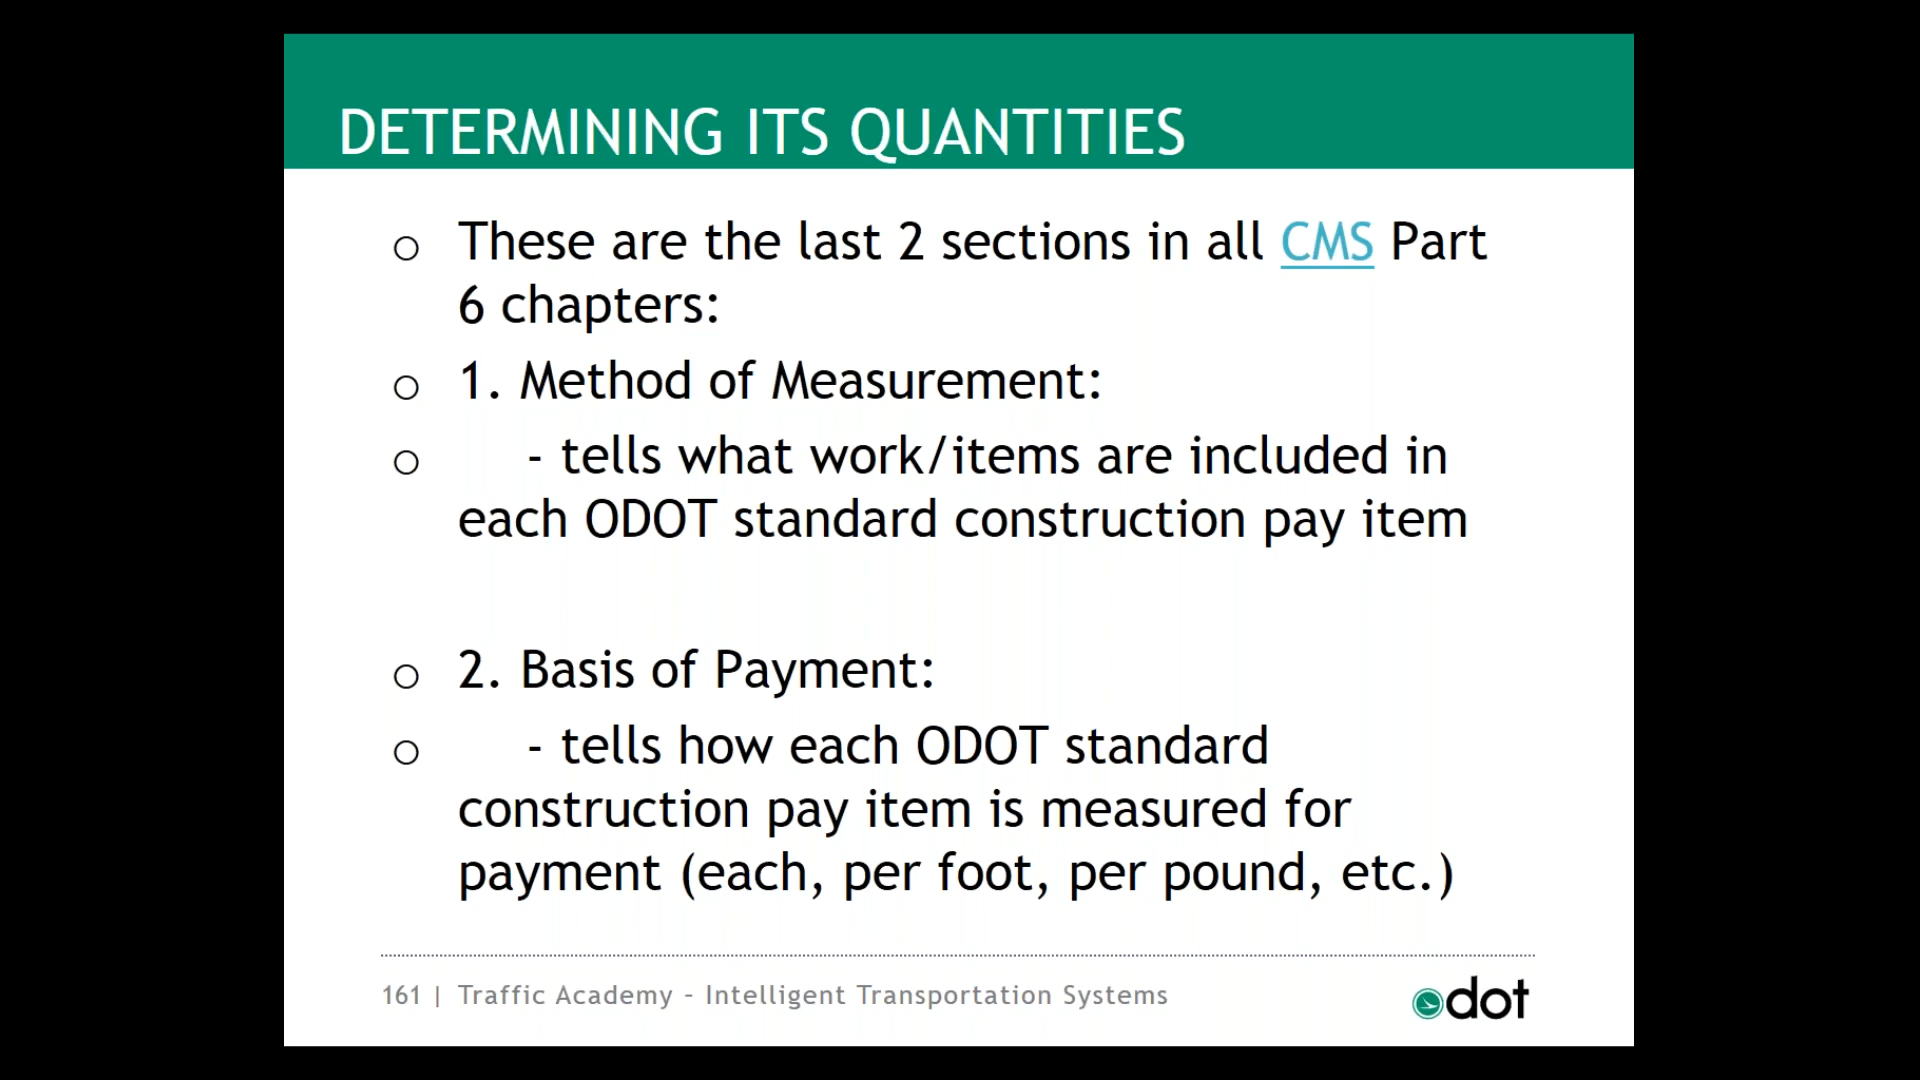 DETERMINING ITS QUANTITIES
These are the last 2 sections in all CMS Part
6 chapters:
1. Method of Measurement:
- tells what work/items are included in
each ODOT standard construction pay item
2. Basis of Payment:
- tells how each ODOT standard
construction pay item is measured for
payment (each, per foot, per pound, etc.)
161 | Traffic Academy – Intelligent Transportation Systems
odot